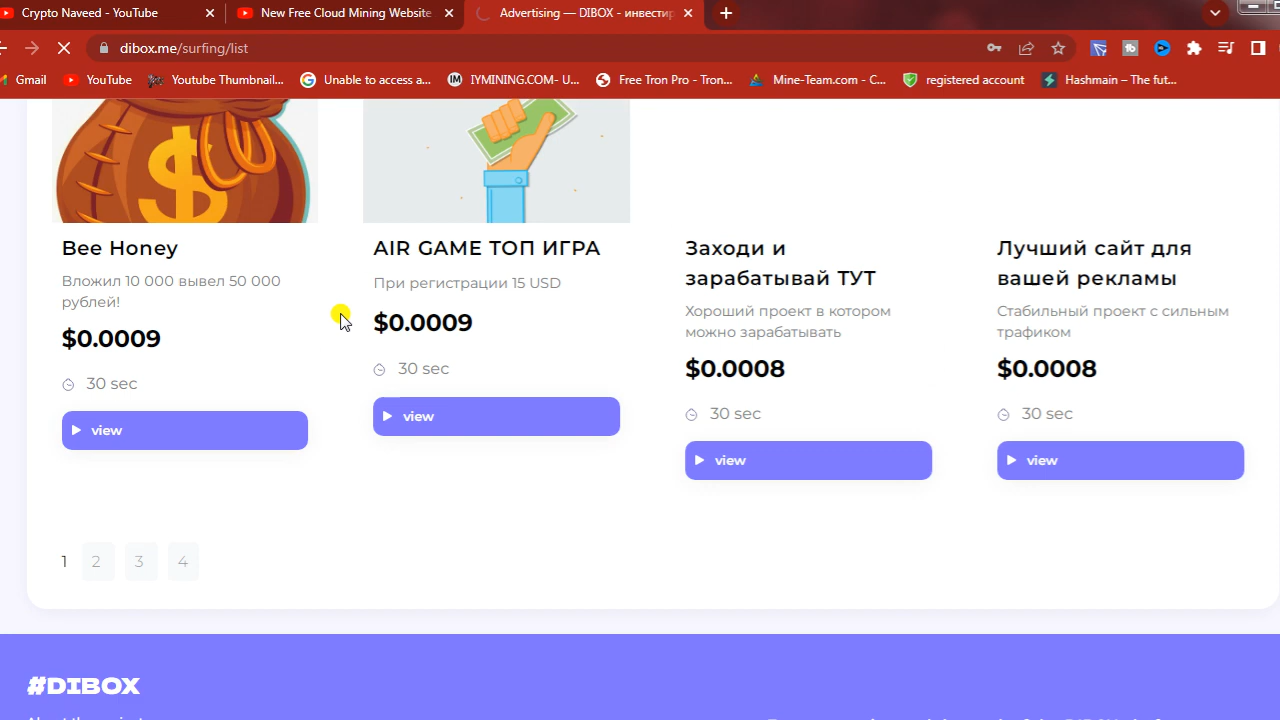 Crypto Naveed - YouTube
New Free Cloud Mining Website
Advertising — DIBOX - инвестир
dibox.me/surfing/list
Gmail
YouTube
Youtube Thumbnail...
Unable to access a...
IYMINING.COM- U...
Free Tron Pro - Tron...
Mine-Team.com - C...
registered account
Hashmain – The fut...
Bee Honey
Вложил 10 000 вывел 50 000
рублей!
$0.0009
30 sec
view
AIR GAME ТОП ИГРА
При регистрации 15 USD
$0.0009
30 sec
view
Заходи и
зарабатывай ТУТ
Хороший проект в котором
можно зарабатывать
$0.0008
30 sec
view
Лучший сайт для
вашей рекламы
Стабильный проект с сильным
трафиком
$0.0008
30 sec
view
1 2 3 4
#DIBOX